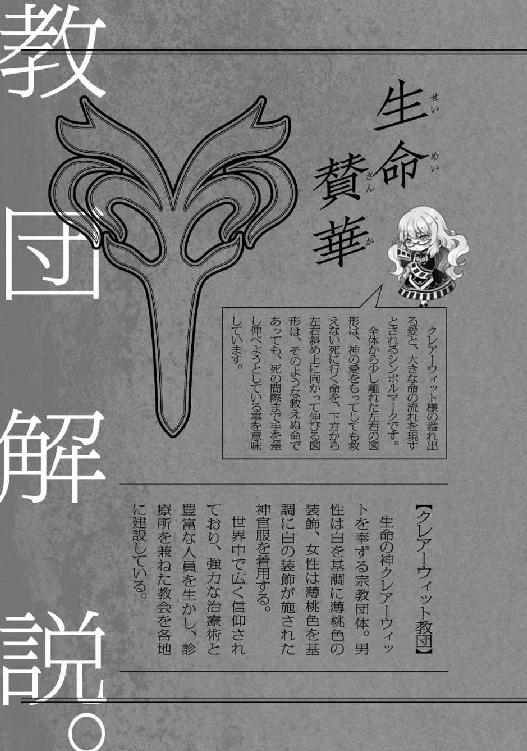 教団解説。
生命
せいめい
賛華
さんか
クレアーウィット様の溢れ出
る愛と、大きな命の流れを現す
とされるシンボルマークです。
全体から少し離れた左右の図
形は、神の愛をもってしても救
えない死に行く命を、下方から
左右斜め上に向かって伸びる図
形は、そのような救えぬ命で
あっても、死の間際まで手を差
し伸べようとしている事を意味
しています。
【クレアーウィット教団】
生命の神クレアーウィッ
トを奉ずる宗教団体。男
性は白を基調に薄桃色の
装飾、女性は薄桃色を基
調に白の装飾が施された
神官服を着用する。
世界中で広く信仰され
ており、強力な治療術と
豊富な人員を生かし、診
療所を兼ねた教会を各地
に建設している。